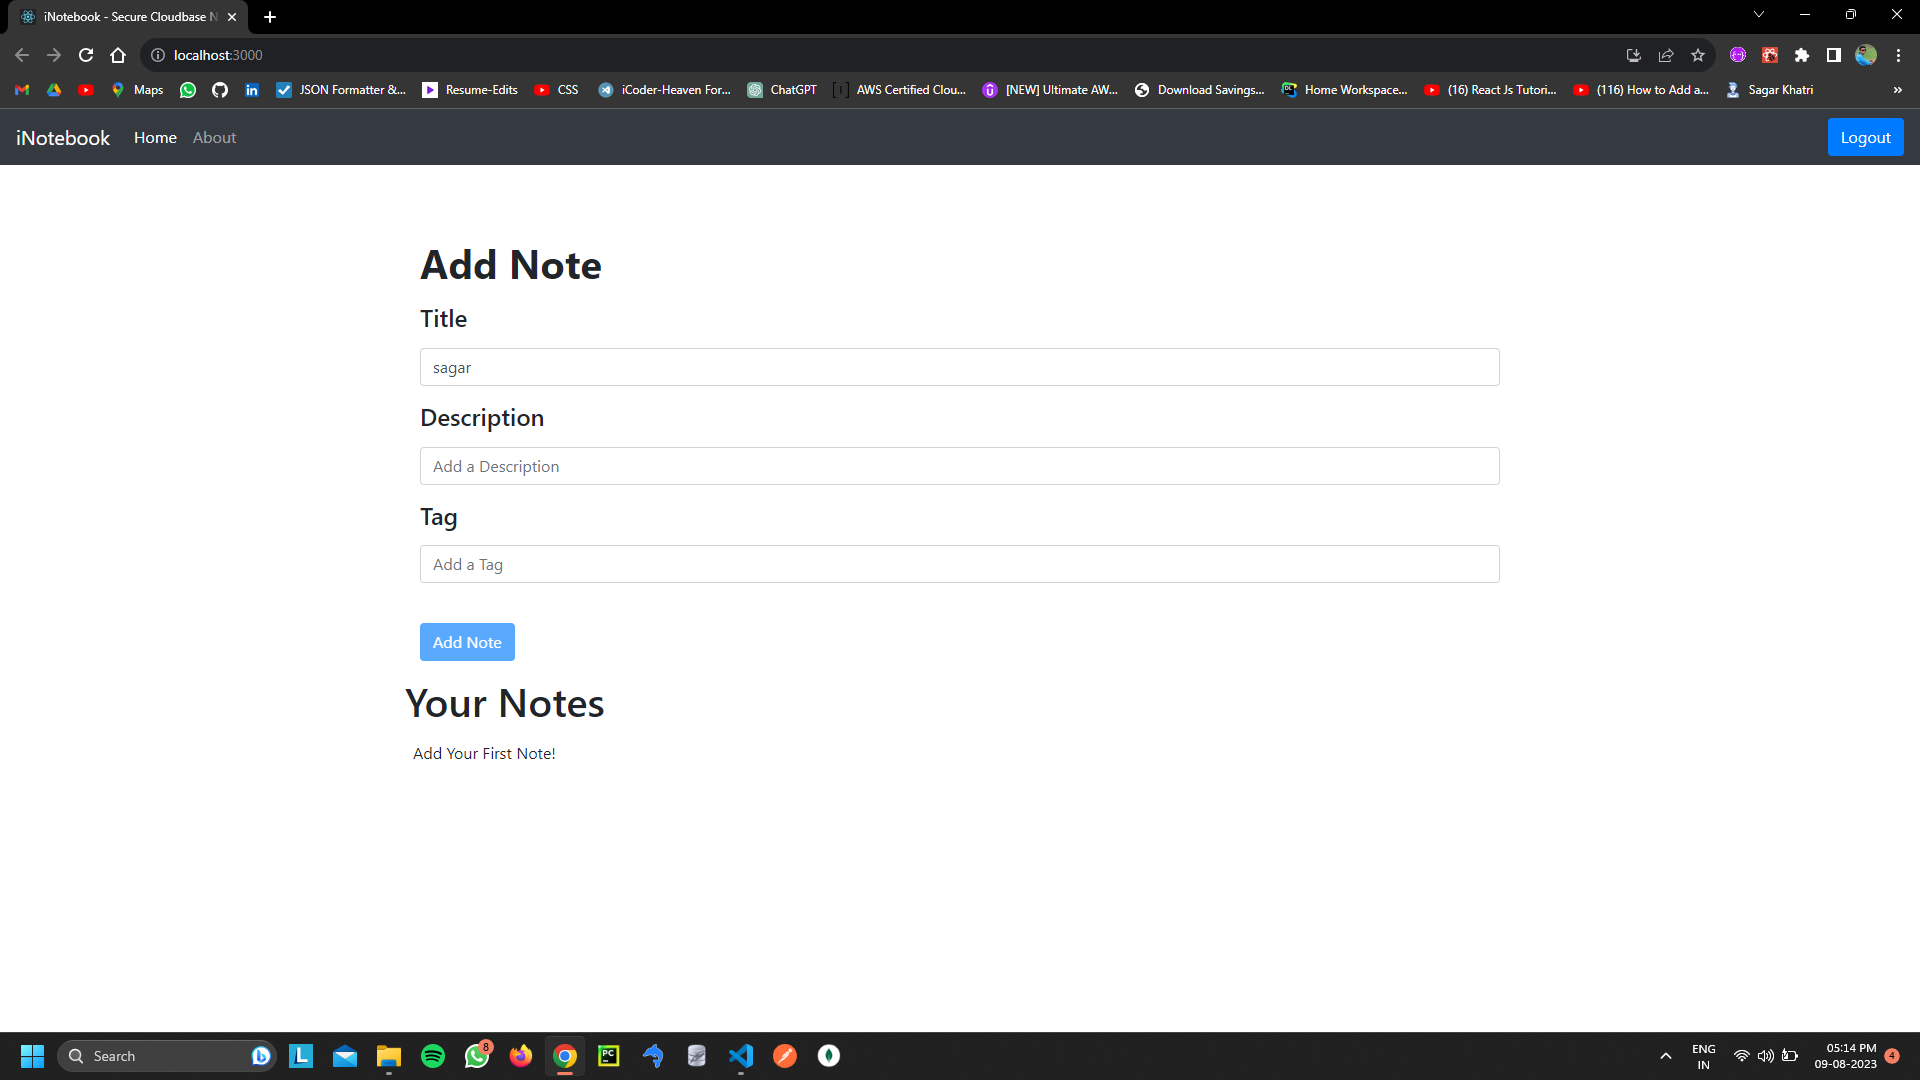 iNotebook - Secure Cloudbase N
localhost:3000
Maps
JSON Formatter &...
Resume-Edits
CSS
iCoder-Heaven For...
ChatGPT
AWS Certified Clou...
[NEW] Ultimate AW...
Download Savings...
Home Workspace...
(16) React Js Tutori...
(116) How to Add a...
Sagar Khatri
»
iNotebook
Home
About
Logout
Add Note
Title
sagar
Description
Add a Description
Tag
Add a Tag
Add Note
Your Notes
Add Your First Note!
Search
L
8
PC
ENG
IN
05:14 PM
09-08-2023
4